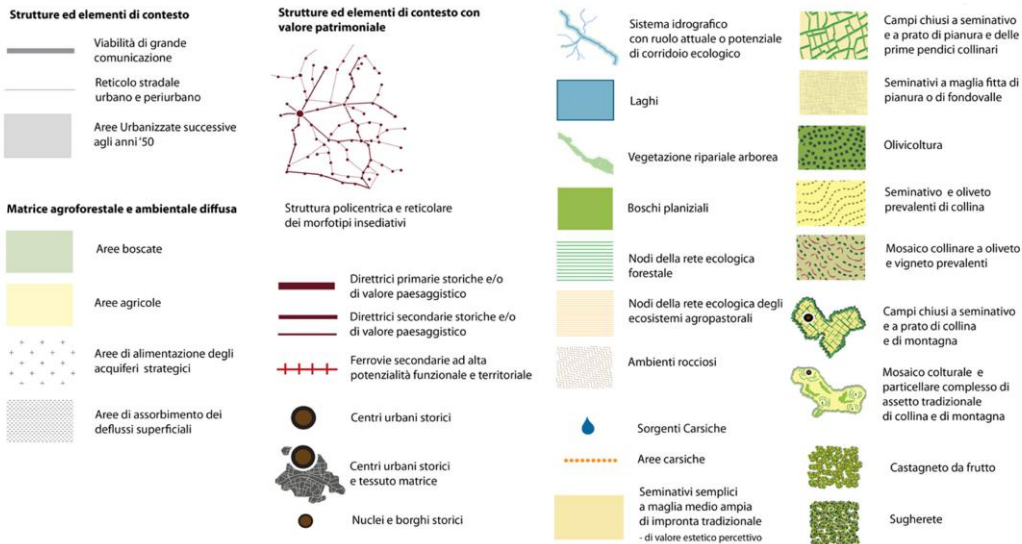 Strutture ed elementi di contesto
Viabilità di grande
comunicazione
Reticolo stradale
urbano e periurbano
Aree Urbanizzate successive
agli anni '50
Matrice agroforestale e ambientale diffusa
Aree boscate
Aree agricole
Aree di alimentazione degli
acquiferi strategici
Aree di assorbimento dei
deflussi superficiali
Strutture ed elementi di contesto con
valore patrimoniale
Struttura policentrica e reticolare
dei morfotipi insediativi
Direttrici primarie storiche e/o
di valore paesaggistico
Direttrici secondarie storiche e/o
di valore paesaggistico
Ferrovie secondarie ad alta
potenzialità funzionale e territoriale
Centri urbani storici
Centri urbani storici
e tessuto matrice
Nuclei e borghi storici
Sistema idrografico
con ruolo attuale o potenziale
di corridoio ecologico
Laghi
Vegetazione ripariale arborea
Boschi planiziali
Nodi della rete ecologica
forestale
Nodi della rete ecologica degli
ecosistemi agropastorali
Ambienti rocciosi
Sorgenti Carsiche
Aree carsiche
Seminativi semplici
a maglia medio ampia
di impronta tradizionale
- di valore estetico percettivo
Campi chiusi a seminativo
e a prato di pianura e delle
prime pendici collinari
Seminativi a maglia fitta di
pianura o di fondovalle
Olivicoltura
Seminativo e oliveto
prevalenti di collina
Mosaico collinare a oliveto
e vigneto prevalenti
Campi chiusi a seminativo
e a prato di collina
e di montagna
Mosaico colturale e
particellare complesso di
assetto tradizionale
di collina e di montagna
Castagneto da frutto
Sugherete